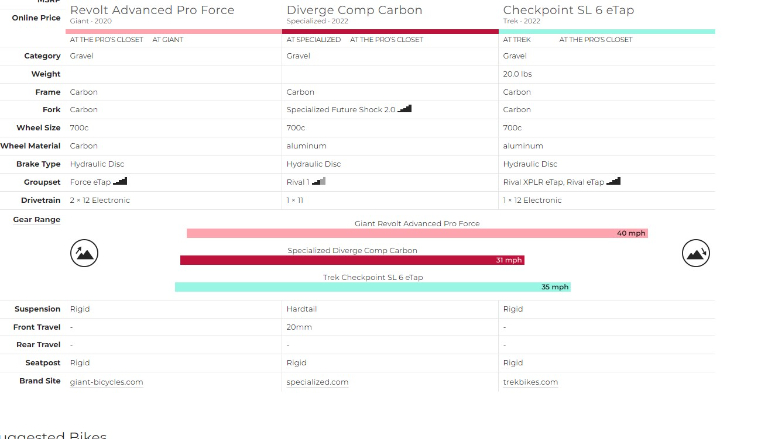 MSRP
Revolt Advanced Pro Force Diverge Comp Carbon Checkpoint SL 6 eTap
Online Price Giant · 2020 Specialized · 2022 Trek · 2022
AT THE PRO'S CLOSET AT GIANT AT SPECIALIZED AT THE PRO'S CLOSET AT TREK AT THE PRO'S CLOSET
Category Gravel Gravel Gravel
Weight 20.0 lbs
Frame Carbon Carbon Carbon
Fork Carbon Specialized Future Shock 2.0 Carbon
Wheel Size 700c 700c 700c
Wheel Material Carbon aluminum aluminum
Brake Type Hydraulic Disc Hydraulic Disc Hydraulic Disc
Groupset Force eTap Rival 1 Rival XPLR eTap, Rival eTap
Drivetrain 2 × 12 Electronic 1 × 11 1 × 12 Electronic
Gear Range
Giant Revolt Advanced Pro Force
40 mph
Specialized Diverge Comp Carbon
31 mph
Trek Checkpoint SL 6 eTap
35 mph
Suspension Rigid Hardtail Rigid
Front Travel - 20mm -
Rear Travel - - -
Seatpost Rigid Rigid Rigid
Brand Site giant-bicycles.com specialized.com trekbikes.com
uggested Bikes